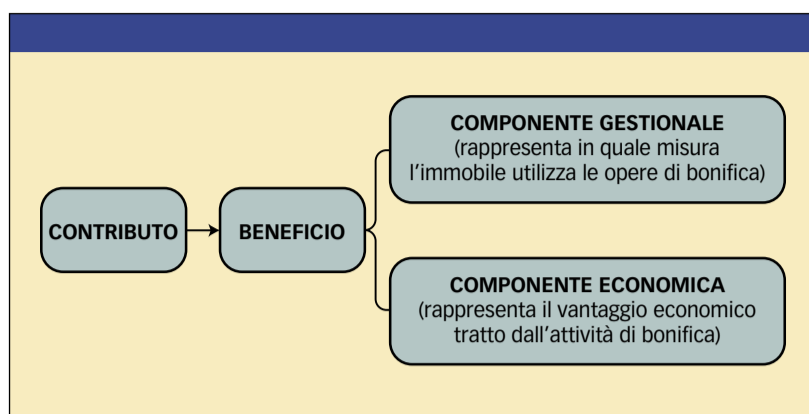 CONTRIBUTO
BENEFICIO
COMPONENTE GESTIONALE
(rappresenta in quale misura
l'immobile utilizza le opere di bonifica)
COMPONENTE ECONOMICA
(rappresenta il vantaggio economico
tratto dall'attività di bonifica)